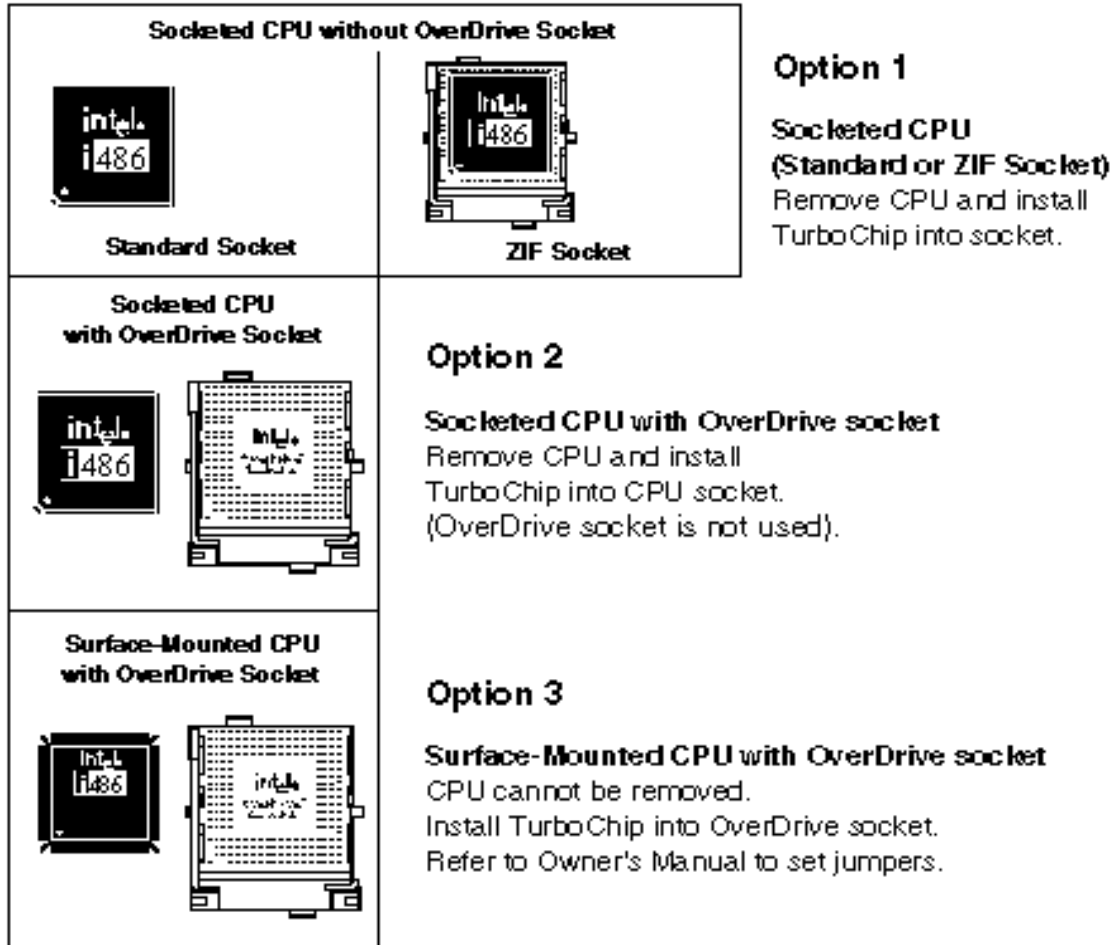 Socketed CPU without OverDrive Socket
intel
i486
Standard Socket
intel
i486
ZIF Socket
Option 1
Socketed CPU
(Standard or ZIF Socket)
Remove CPU and install
TurboChip into socket.
Socketed CPU
with OverDrive Socket
intel
i486
intel
Option 2
Socketed CPU with OverDrive socket
Remove CPU and install
TurboChip into CPU socket.
(OverDrive socket is not used).
Surface-Mounted CPU
with OverDrive Socket
intel
i486
intel
Option 3
Surface-Mounted CPU with OverDrive socket
CPU cannot be removed.
Install TurboChip into OverDrive socket.
Refer to Owner's Manual to set jumpers.